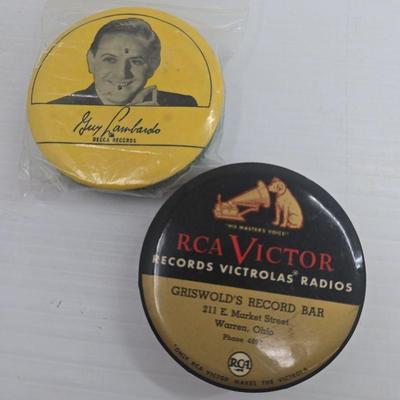 Guy Lombardo
DECCA RECORDS
"HIS MASTER'S VOICE"
RCA VICTOR
RECORDS VICTROLAS® RADIOS
GRISWOLD'S RECORD BAR
211 E. Market Street
Warren, Ohio
Phone
RCA
"ONLY RCA VICTOR MAKES THE VICTROLA"